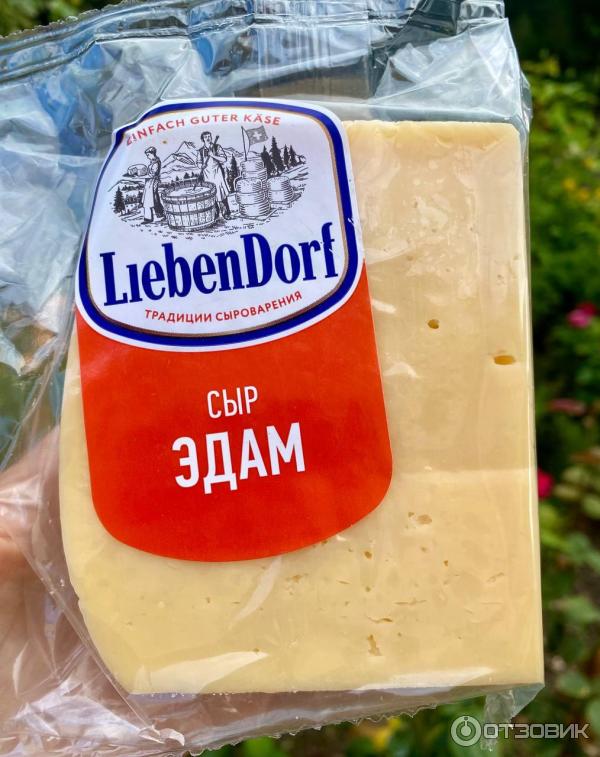 EINFACH GUTER KÄSE
LIEBENDORF
ТРАДИЦИИ СЫРОВАРЕНИЯ
СЫР
ЭДАМ
ОТЗОВИК